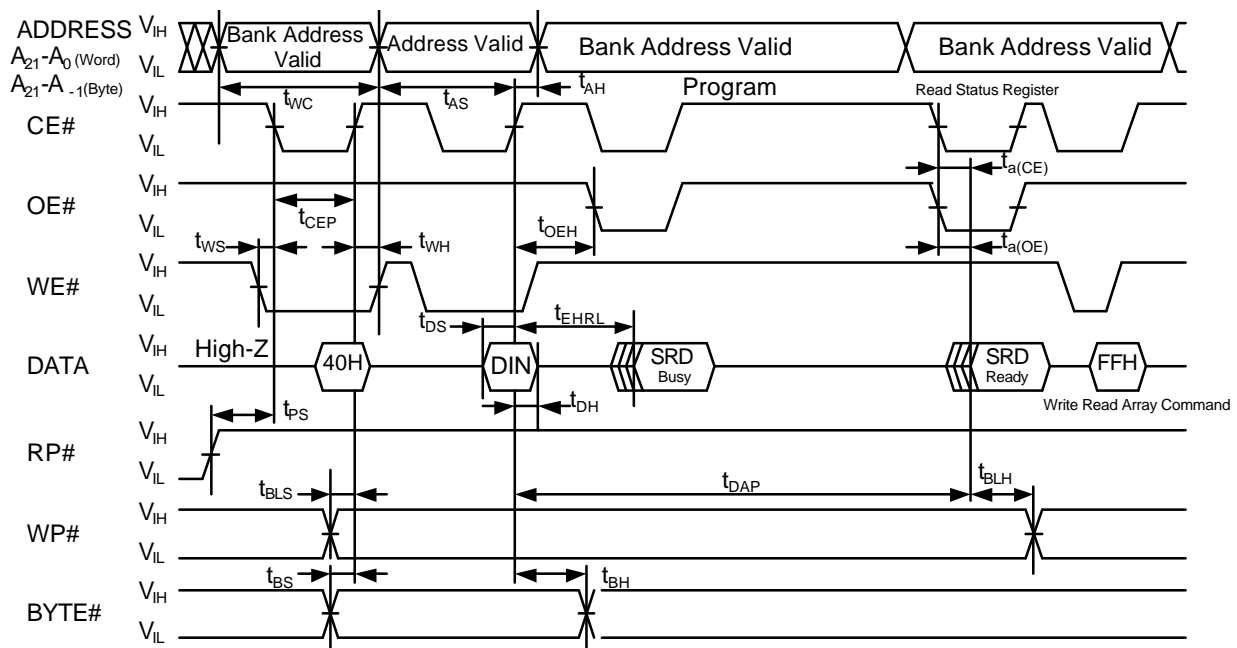 ADDRESS VIH
A21-A0 (Word) VIL
A21-A -1(Byte)
Bank Address Valid
Address Valid
Bank Address Valid
Bank Address Valid
tWC
tAS
tAH
Program
Read Status Register
CE# VIH
VIL
ta(CE)
OE# VIH
VIL
tCEP
tOEH
ta(OE)
tWS
tWH
WE# VIH
VIL
tDS
tEHRL
DATA VIH
VIL
High-Z
40H
DIN
SRD
Busy
SRD
Ready
FFH
tPS
tDH
Write Read Array Command
RP# VIH
VIL
tBLS
tDAP
tBLH
WP# VIH
VIL
tBS
tBH
BYTE# VIH
VIL